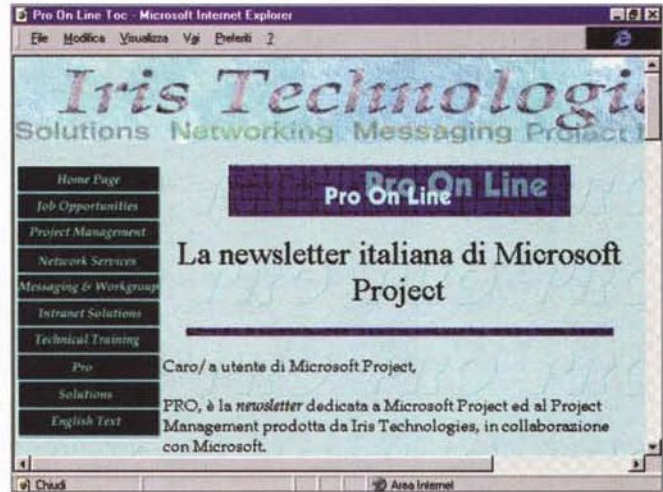 Pro On Line Toc - Microsoft Internet Explorer
File Modifica Visualizza Vai Preferiti ?
Iris Technologi
Solutions Networking Messaging Project
Home Page
Job Opportunities
Project Management
Network Services
Messaging & Workgroup
Intranet Solutions
Technical Training
Pro
Solutions
English Text
Pro On Line
Pro On Line
La newsletter italiana di Microsoft
Project
Caro/a utente di Microsoft Project,
PRO, è la newsletter dedicata a Microsoft Project ed al Project
Management prodotta da Iris Technologies, in collaborazione
con Microsoft.
Chiudi
Area Internet